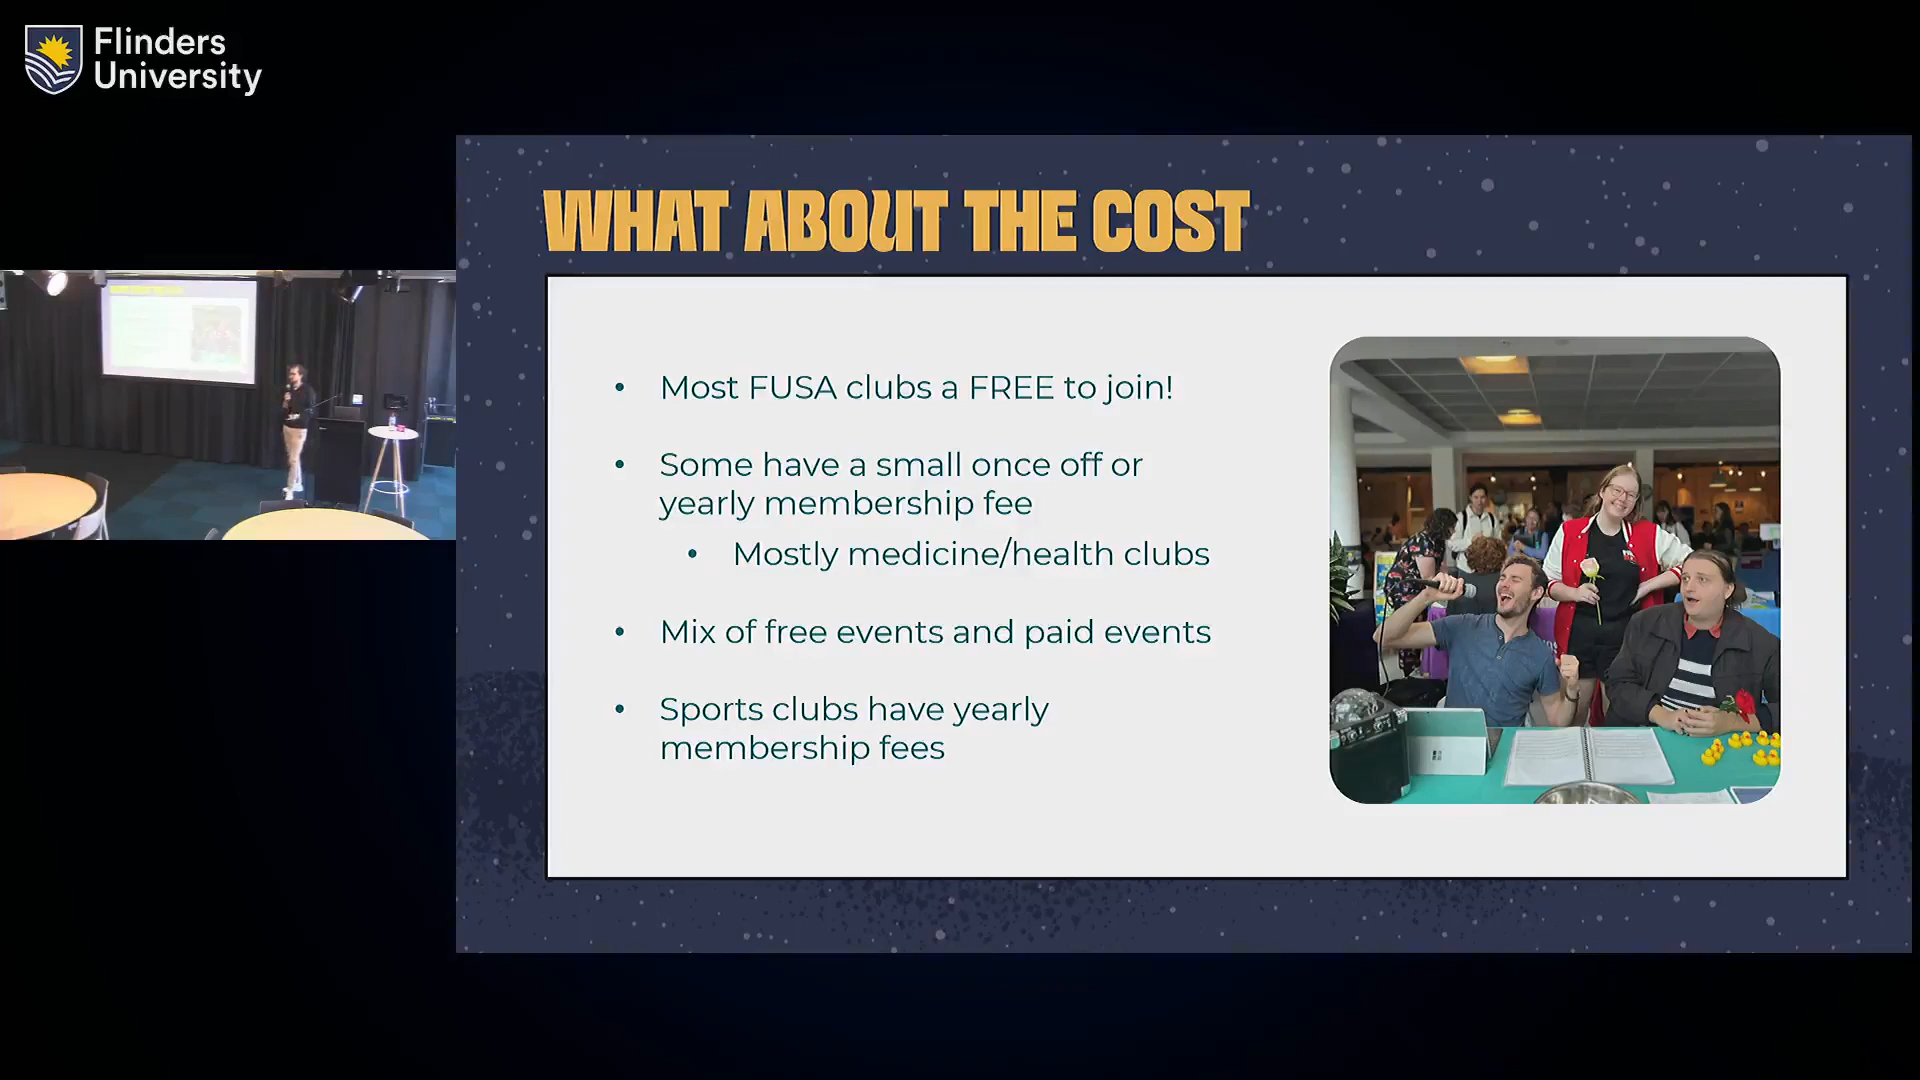 Flinders
University
WHAT ABOUT THE COST
• Most FUSA clubs a FREE to join!
• Some have a small once off or
yearly membership fee
• Mostly medicine/health clubs
• Mix of free events and paid events
• Sports clubs have yearly
membership fees